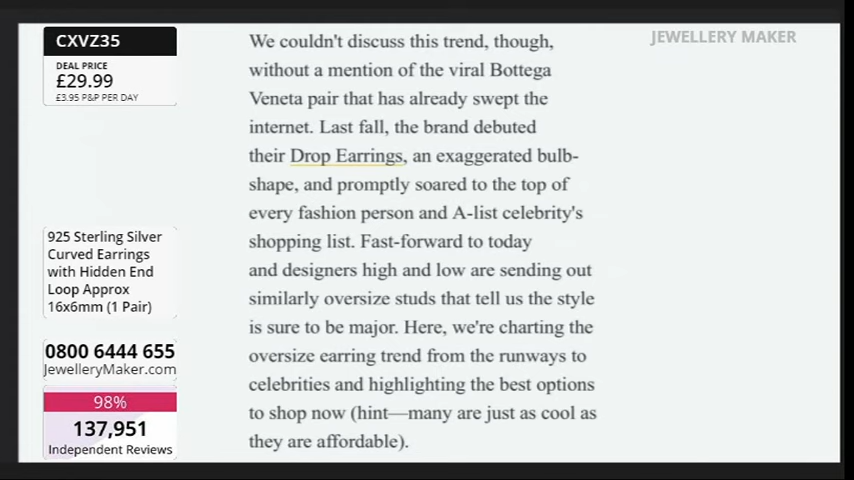 CXVZ35
DEAL PRICE
£29.99
£3.95 P&P PER DAY
925 Sterling Silver
Curved Earrings
with Hidden End
Loop Approx
16x6mm (1 Pair)
0800 6444 655
JewelleryMaker.com
98%
137,951
Independent Reviews
We couldn't discuss this trend, though,
without a mention of the viral Bottega
Veneta pair that has already swept the
internet. Last fall, the brand debuted
their Drop Earrings, an exaggerated bulb-
shape, and promptly soared to the top of
every fashion person and A-list celebrity's
shopping list. Fast-forward to today
and designers high and low are sending out
similarly oversize studs that tell us the style
is sure to be major. Here, we're charting the
oversize earring trend from the runways to
celebrities and highlighting the best options
to shop now (hint—many are just as cool as
they are affordable).
JEWELLERY MAKER